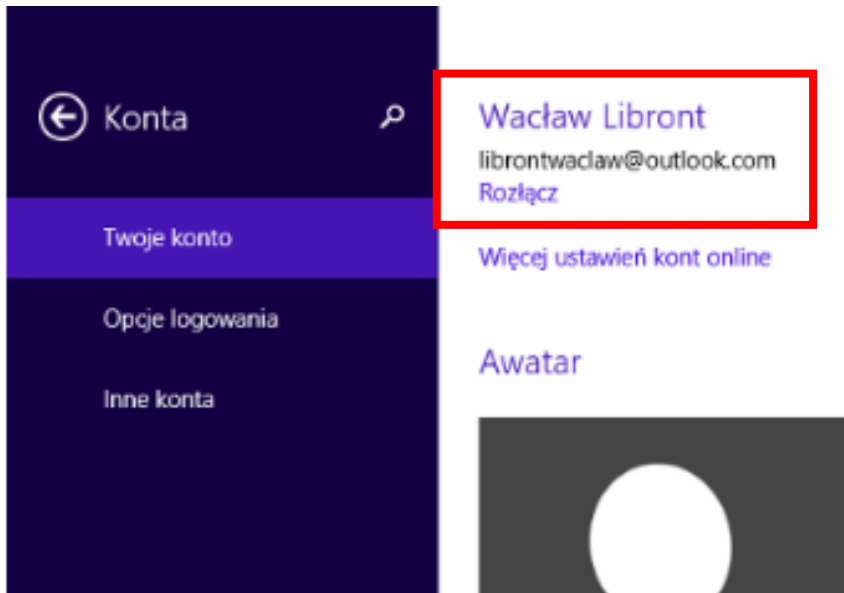 Konta
Twoje konto
Opcje logowania
Inne konta
Wacław Libront
librontwaclaw@outlook.com
Rozłącz
Więcej ustawień kont online
Awatar